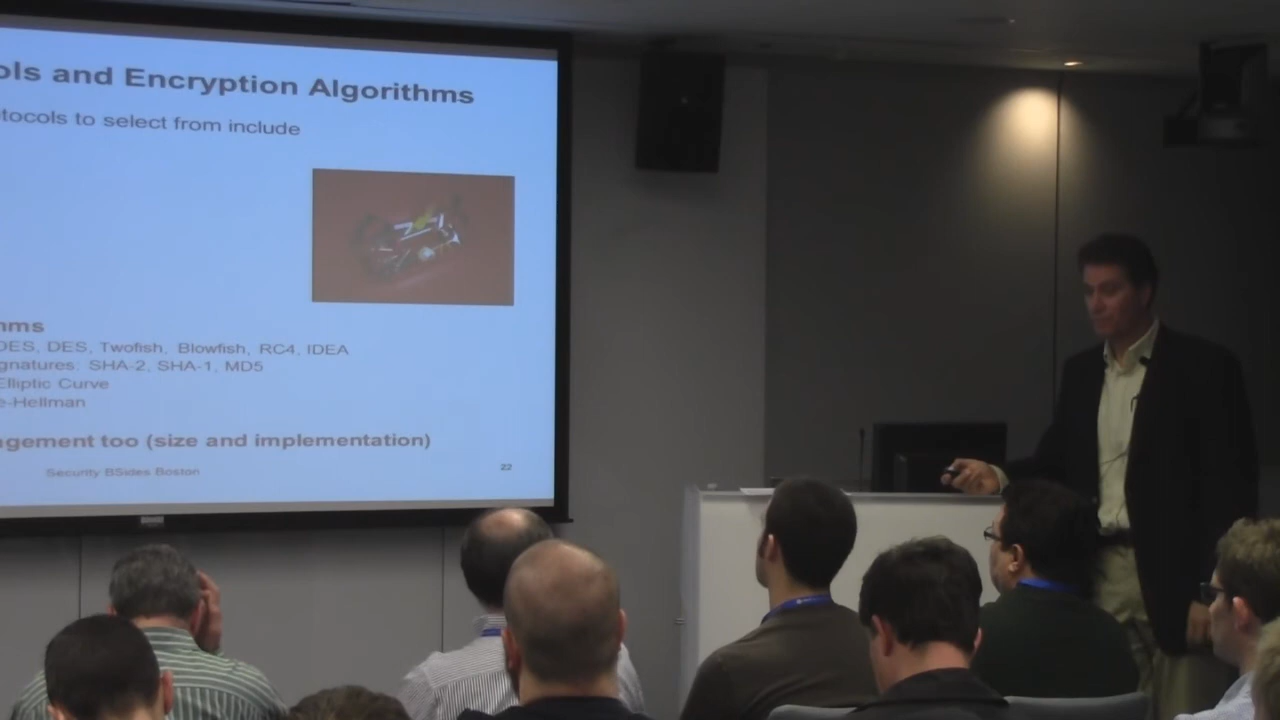 ols and Encryption Algorithms
tocols to select from include
hms
DES, DES, Twofish, Blowfish, RC4, IDEA
gnatures: SHA-2, SHA-1, MD5
Elliptic Curve
e-Hellman
gement too (size and implementation)
Security BSides Boston
22